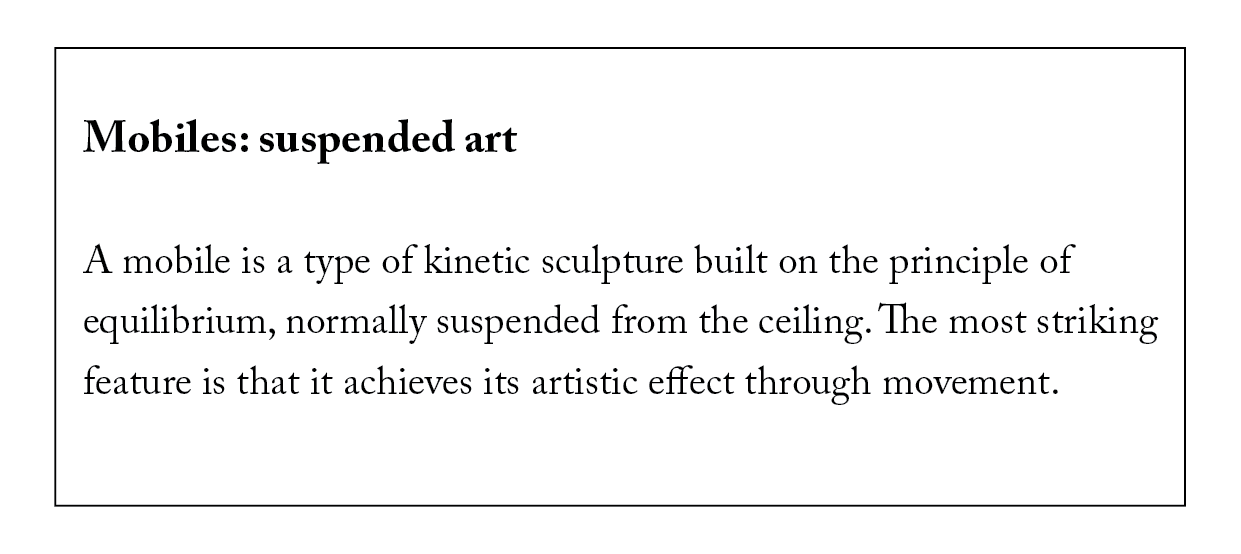 Mobiles: suspended art
A mobile is a type of kinetic sculpture built on the principle of
equilibrium, normally suspended from the ceiling. The most striking
feature is that it achieves its artistic effect through movement.